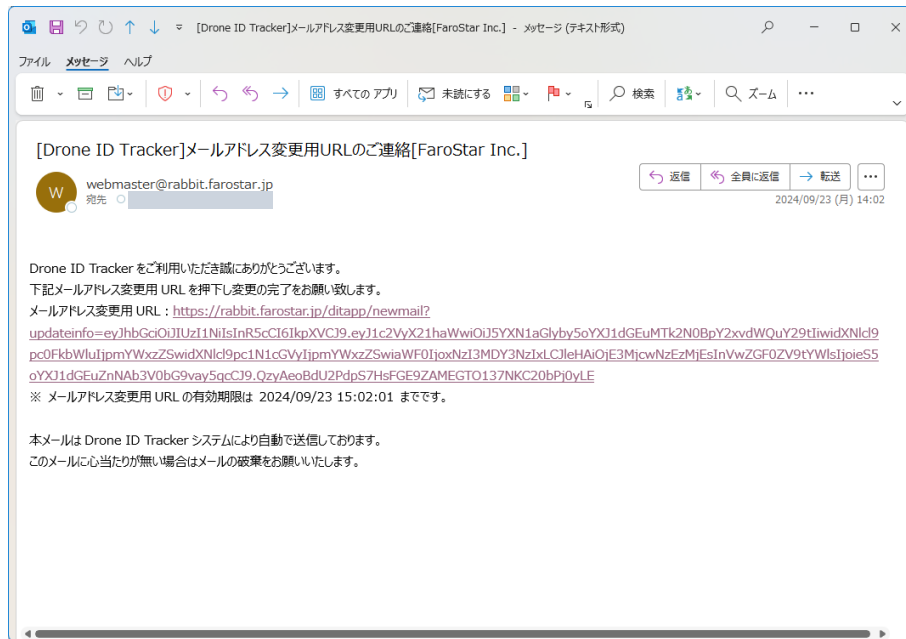 [Drone ID Tracker]メールアドレス変更用URLのご連絡[FaroStar Inc.] - メッセージ (テキスト形式)
ファイル メッセージ ヘルプ
すべてのアプリ 未読にする 検索 ズーム
[Drone ID Tracker]メールアドレス変更用URLのご連絡[FaroStar Inc.]
W
webmaster@rabbit.farostar.jp
宛先
返信 全員に返信 転送
2024/09/23 (月) 14:02
Drone ID Tracker をご利用いただき誠にありがとうございます。
下記メールアドレス変更用 URL を押下し変更の完了をお願い致します。
メールアドレス変更用 URL : https://rabbit.farostar.jp/ditapp/newmail?
updateinfo=eyJhbGciOiJIUzI1NiIsInR5cCI6IkpXVCJ9.eyJ1c2VyX21haWwiOiJ5YXN1aGlyby5oYXJ1dGEuMTk2N0BpY2xvdWQuY29tIiwidXNlcl9
pc0FkbWluIjpmYWxzZSwidXNlcl9pc1N1cGVyIjpmYWxzZSwiaWF0IjoxNzI3MDY3NzIxLCJleHAiOjE3MjcwNzEzMjEsInVwZGF0ZV9tYWlsIjoieS5
oYXJ1dGEuZnNAb3V0bG9vay5qcCJ9.QzyAeoBdU2PdpS7HsFGE9ZAMEGTO137NKC20bPj0yLE
※ メールアドレス変更用 URL の有効期限は 2024/09/23 15:02:01 までです。
本メールは Drone ID Tracker システムにより自動で送信しております。
このメールに心当たりが無い場合はメールの破棄をお願いいたします。